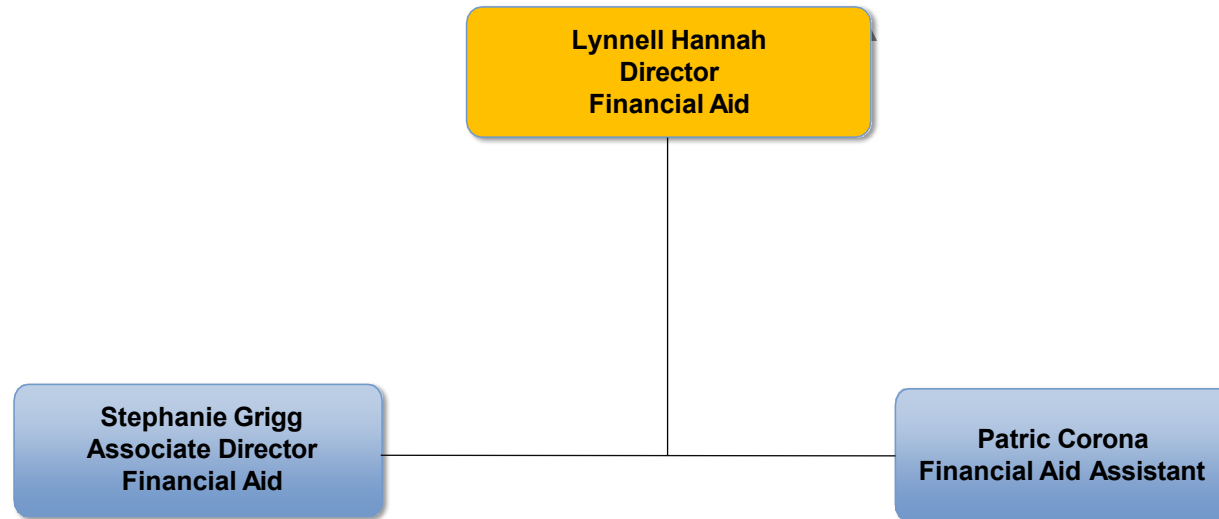 Lynnell Hannah
Director
Financial Aid
Stephanie Grigg
Associate Director
Financial Aid
Patric Corona
Financial Aid Assistant